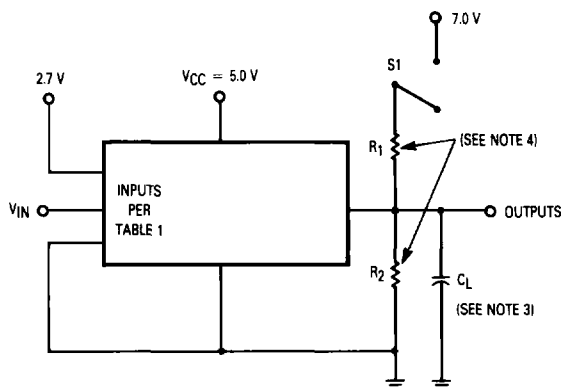 7.0 V
2.7 V
VCC = 5.0 V
S1
R1
(SEE NOTE 4)
INPUTS
PER
TABLE 1
VIN
OUTPUTS
R2
CL
(SEE NOTE 3)